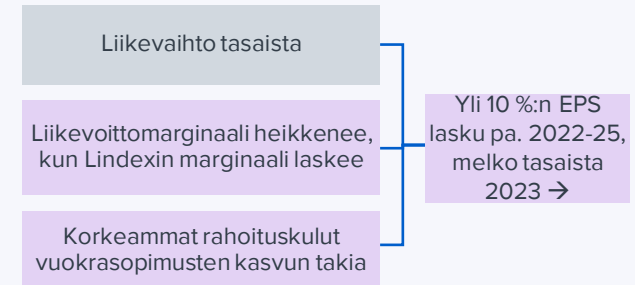 Liikevaihto tasaista
Liikevoittomarginaali heikkenee,
kun Lindexin marginaali laskee
Korkeammat rahoituskulut
vuokrasopimusten kasvun takia
Yli 10 %:n EPS
lasku pa. 2022-25,
melko tasaista
2023 →